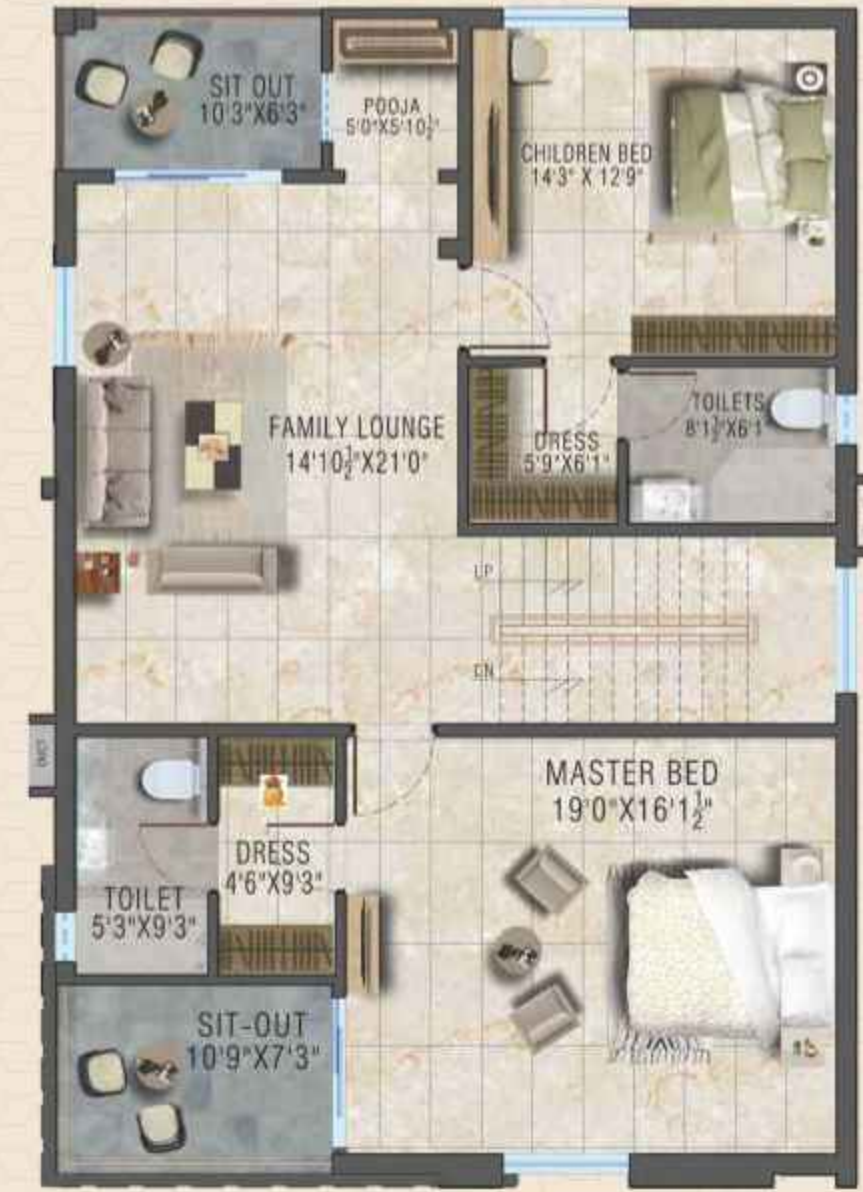 SIT OUT
10'3"X6'3"
POOJA
5'0"X5'10½"
CHILDREN BED
14'3" X 12'9"
FAMILY LOUNGE
14'10½"X21'0"
TOILETS
8'1½"X6'1
DRESS
5'9"X6'1"
UP
DN
DUCT
MASTER BED
19'0"X16'1½"
DRESS
4'6"X9'3"
TOILET
5'3"X9'3"
SIT-OUT
10'9"X7'3"